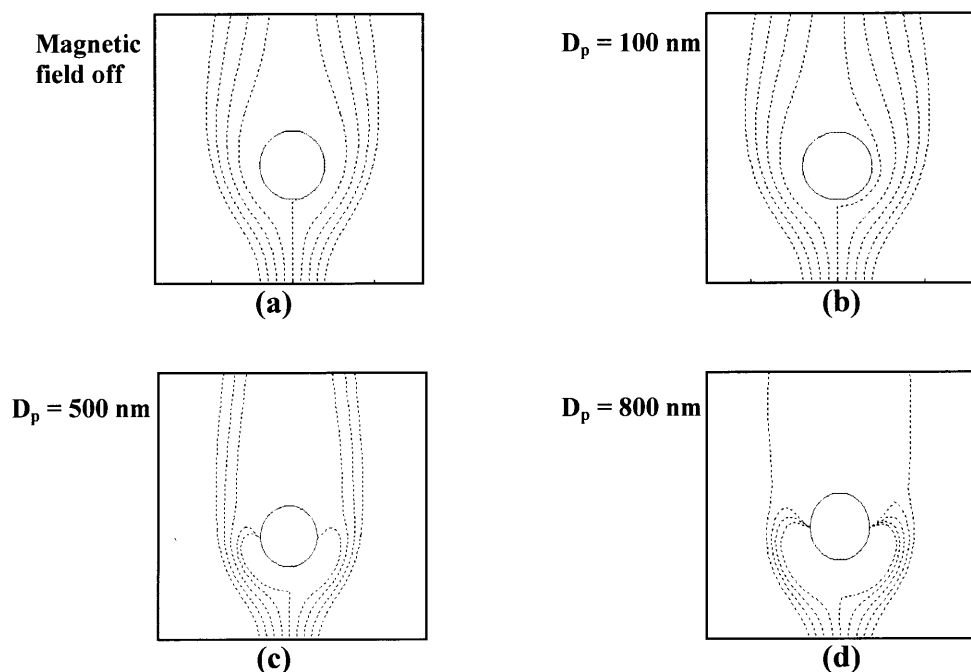 Magnetic
field off
(a)
D_p = 100 nm
(b)
D_p = 500 nm
(c)
D_p = 800 nm
(d)